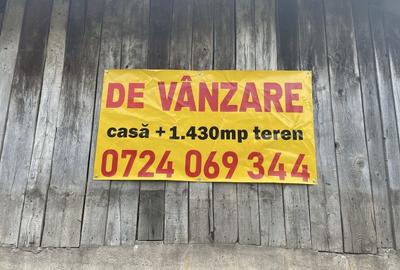 DE VÂNZARE
casă + 1.430mp teren
0724 069 344